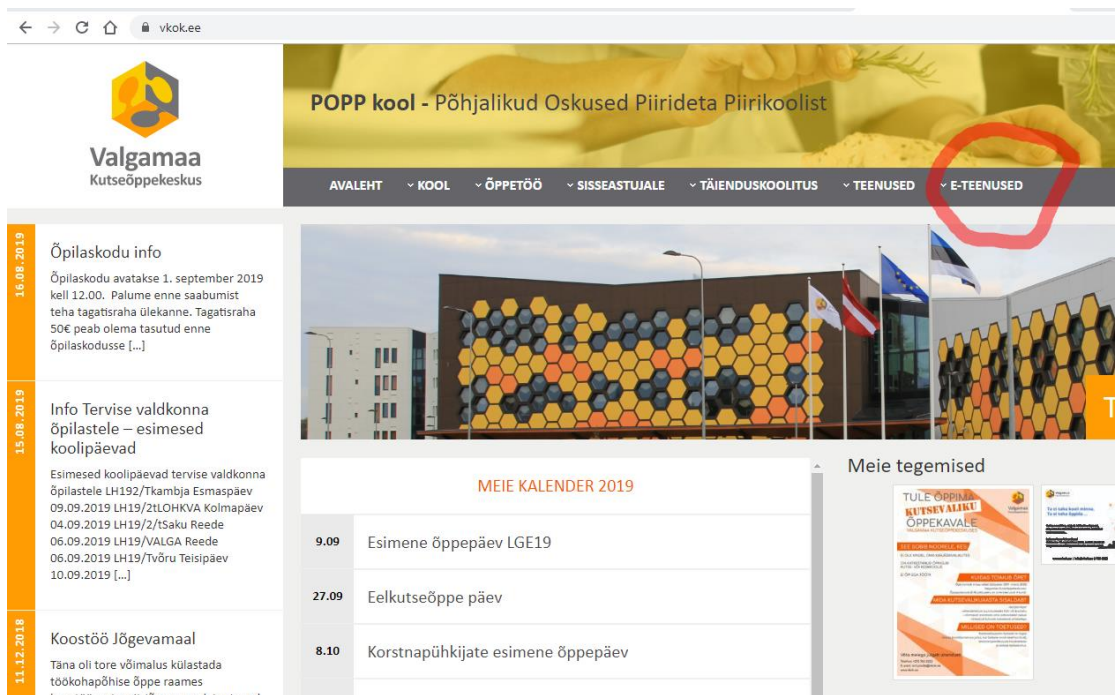 vkok.ee
Valgamaa
Kutseõppekeskus
POPP kool - Põhjalikud Oskused Piirideta Piirikoolist
AVALEHT KOOL ÕPPETÖÖ SISSEASTUJALE TÄIENDUSKOOLITUS TEENUSED E-TEENUSED
16.08.2019
Õpilaskodu info
Õpilaskodu avatakse 1. september 2019
kell 12.00. Palume enne saabumist
teha tagatisraha ülekanne. Tagatisraha
50€ peab olema tasutud enne
õpilaskodusse [...]
15.08.2019
Info Tervise valdkonna
õpilastele – esimesed
koolipäevad
Esimesed koolipäevad tervise valdkonna
õpilastele LH192/Tkambja Esmaspäev
09.09.2019 LH19/2tLOHKVA Kolmapäev
04.09.2019 LH19/2/tSaku Reede
06.09.2019 LH19/VALGA Reede
06.09.2019 LH19/Tvõru Teisipäev
10.09.2019 [...]
11.12.2018
Koostöö Jõgevamaal
Täna oli tore võimalus külastada
töökohapõhise õppe raames
T
MEIE KALENDER 2019
9.09 Esimene õppepäev LGE19
27.09 Eelkutseõppe päev
8.10 Korstnapühkijate esimene õppepäev
Meie tegemised
TULE ÕPPIMA
KUTSEVALIKU
ÕPPEKAVALE